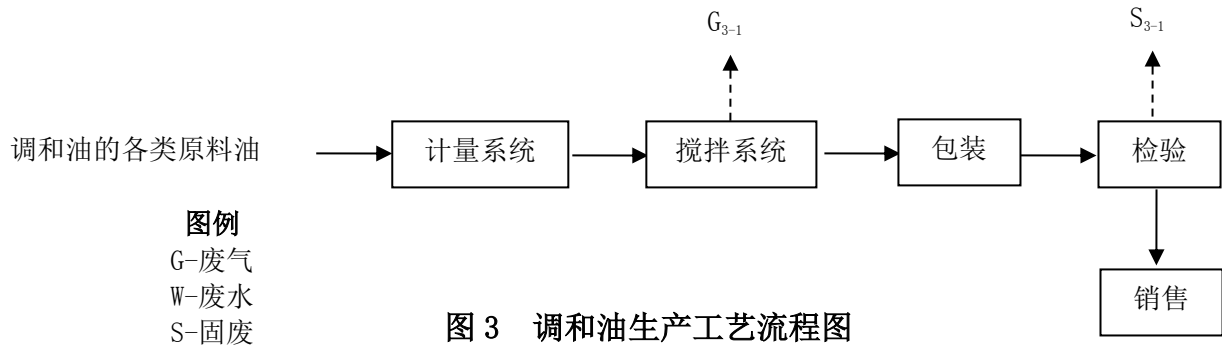 G3-1
S3-1
调和油的各类原料油
计量系统
搅拌系统
包装
检验
图例
G-废气
W-废水
S-固废
销售
图 3 调和油生产工艺流程图